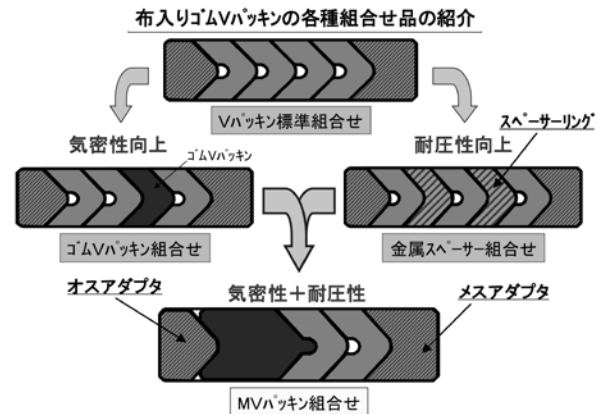 布入りゴムVパッキンの各種組合せ品の紹介
Vパッキン標準組合せ
スペーサーリング
気密性向上
耐圧性向上
ゴムVパッキン
ゴムVパッキン組合せ
金属スペーサー組合せ
オスアダプタ
気密性+耐圧性
メスアダプタ
MVパッキン組合せ